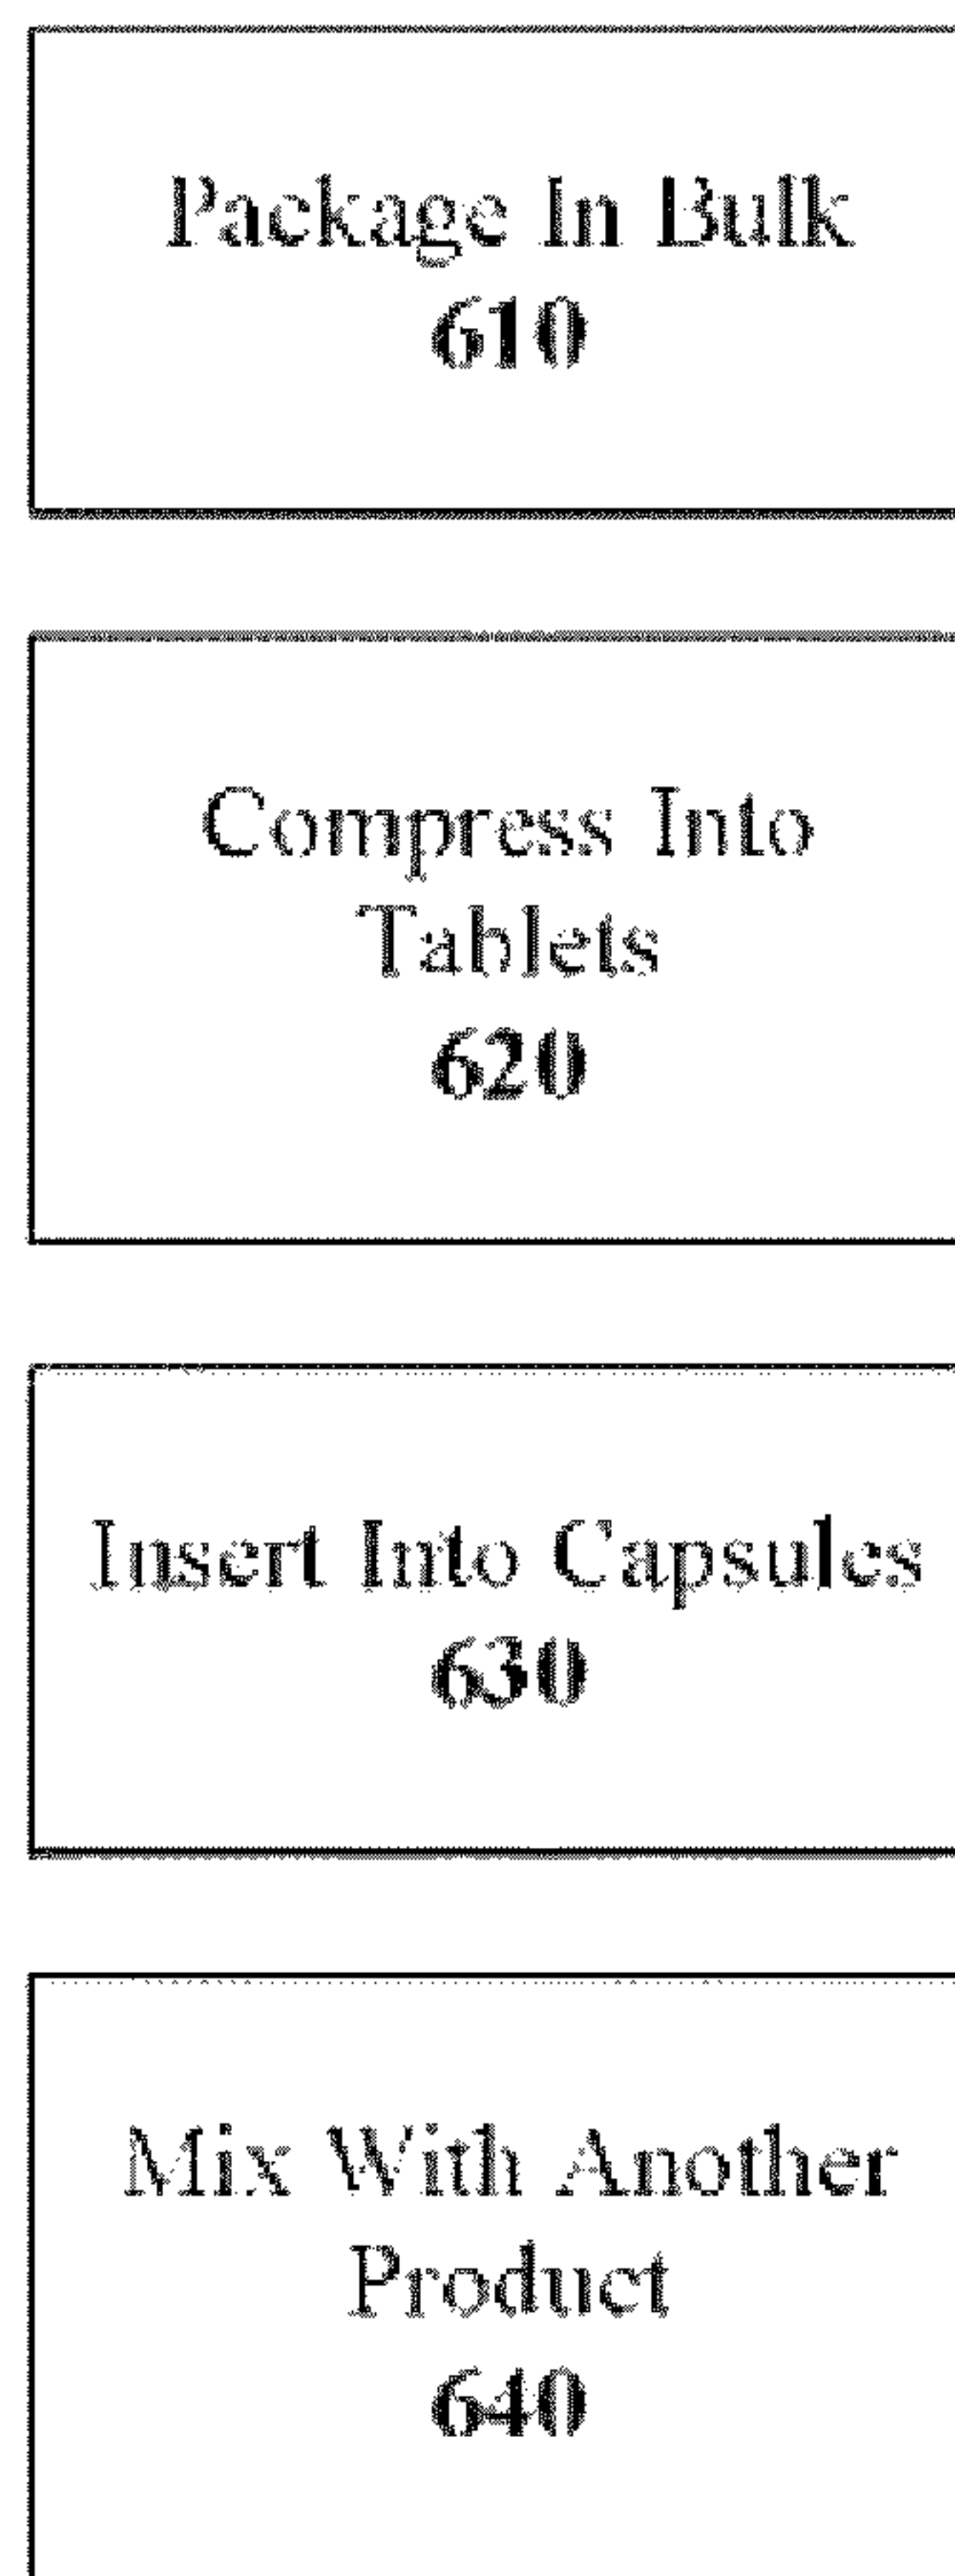 Package In Bulk
610
Compress Into
Tablets
620
Insert Into Capsules
630
Mix With Another
Product
640